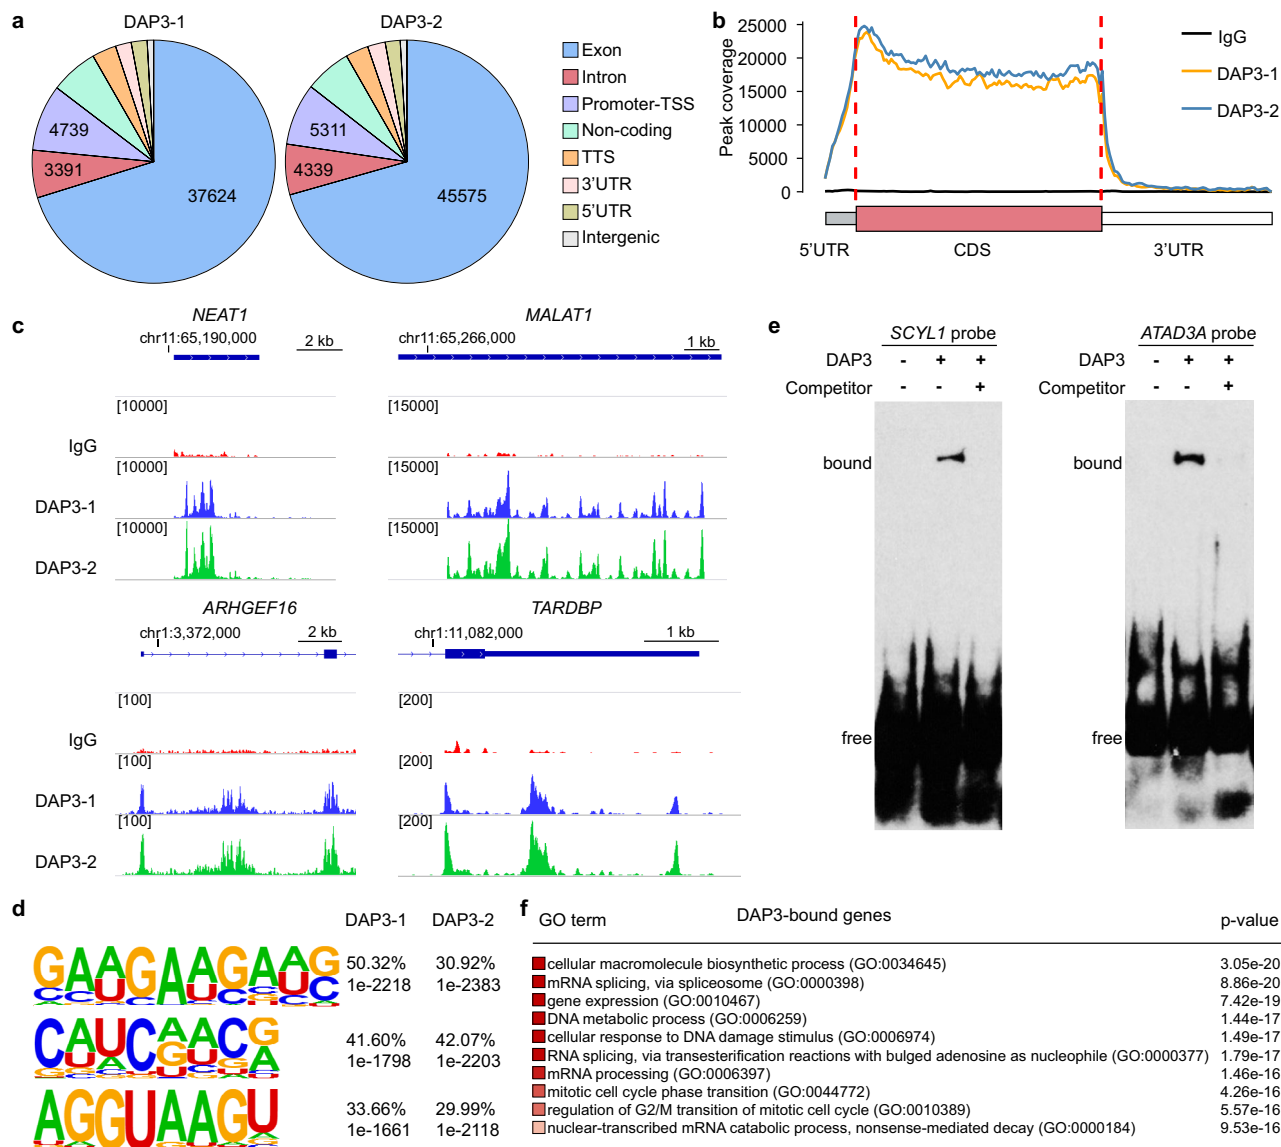 a
DAP3-1
DAP3-2
4739
3391
37624
5311
4339
45575
Exon
Intron
Promoter-TSS
Non-coding
TTS
3’UTR
5’UTR
Intergenic
b
Peak coverage
25000
20000
15000
10000
5000
0
IgG
DAP3-1
DAP3-2
5’UTR
CDS
3’UTR
c
NEAT1
chr11:65,190,000
2 kb
MALAT1
chr11:65,266,000
1 kb
IgG
[10000]
[15000]
DAP3-1
[10000]
[15000]
DAP3-2
[10000]
[15000]
ARHGEF16
chr1:3,372,000
2 kb
TARDBP
chr1:11,082,000
1 kb
IgG
[100]
[200]
DAP3-1
[100]
[200]
DAP3-2
[100]
[200]
d
DAP3-1 DAP3-2
GAAGAAGAAG
50.32% 30.92%
1e-2218 1e-2383
CAUCAACG
41.60% 42.07%
1e-1798 1e-2203
AGGUAAGU
33.66% 29.99%
1e-1661 1e-2118
e
SCYL1 probe
DAP3 - + +
Competitor - - +
bound
free
ATAD3A probe
DAP3 - + +
Competitor - - +
bound
free
f
DAP3-bound genes
GO term p-value
cellular macromolecule biosynthetic process (GO:0034645) 3.05e-20
mRNA splicing, via spliceosome (GO:0000398) 8.86e-20
gene expression (GO:0010467) 7.42e-19
DNA metabolic process (GO:0006259) 1.44e-17
cellular response to DNA damage stimulus (GO:0006974) 1.49e-17
RNA splicing, via transesterification reactions with bulged adenosine as nucleophile (GO:0000377) 1.79e-17
mRNA processing (GO:0006397) 1.46e-16
mitotic cell cycle phase transition (GO:0044772) 4.26e-16
regulation of G2/M transition of mitotic cell cycle (GO:0010389) 5.57e-16
nuclear-transcribed mRNA catabolic process, nonsense-mediated decay (GO:0000184) 9.53e-16